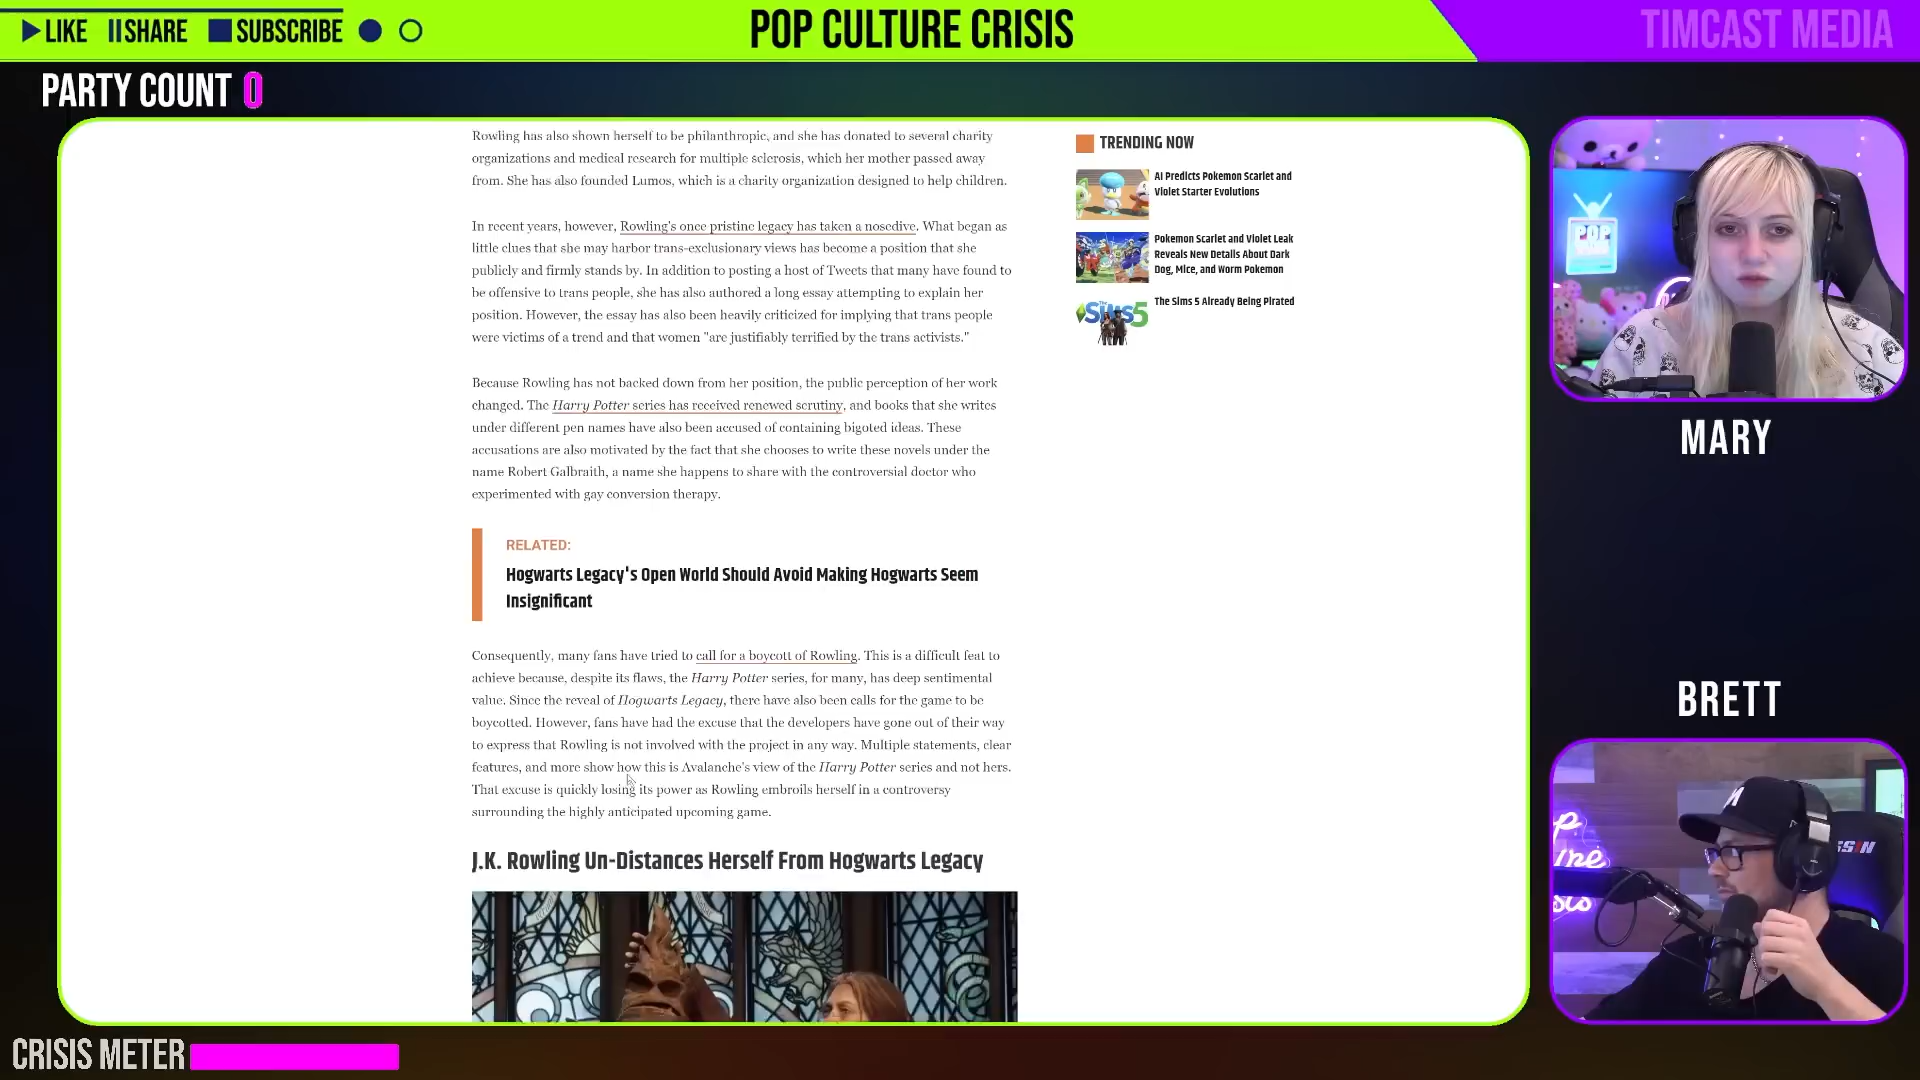 LIKE SHARE SUBSCRIBE
POP CULTURE CRISIS
TIMCAST MEDIA
PARTY COUNT 0
Rowling has also shown herself to be philanthropic, and she has donated to several charity
organizations and medical research for multiple sclerosis, which her mother passed away
from. She has also founded Lumos, which is a charity organization designed to help children.
In recent years, however, Rowling's once pristine legacy has taken a nosedive. What began as
little clues that she may harbor trans-exclusionary views has become a position that she
publicly and firmly stands by. In addition to posting a host of Tweets that many have found to
be offensive to trans people, she has also authored a long essay attempting to explain her
position. However, the essay has also been heavily criticized for implying that trans people
were victims of a trend and that women "are justifiably terrified by the trans activists."
Because Rowling has not backed down from her position, the public perception of her work
changed. The Harry Potter series has received renewed scrutiny, and books that she writes
under different pen names have also been accused of containing bigoted ideas. These
accusations are also motivated by the fact that she chooses to write these novels under the
name Robert Galbraith, a name she happens to share with the controversial doctor who
experimented with gay conversion therapy.
RELATED:
Hogwarts Legacy's Open World Should Avoid Making Hogwarts Seem
Insignificant
Consequently, many fans have tried to call for a boycott of Rowling. This is a difficult feat to
achieve because, despite its flaws, the Harry Potter series, for many, has deep sentimental
value. Since the reveal of Hogwarts Legacy, there have also been calls for the game to be
boycotted. However, fans have had the excuse that the developers have gone out of their way
to express that Rowling is not involved with the project in any way. Multiple statements, clear
features, and more show how this is Avalanche's view of the Harry Potter series and not hers.
That excuse is quickly losing its power as Rowling embroils herself in a controversy
surrounding the highly anticipated upcoming game.
J.K. Rowling Un-Distances Herself From Hogwarts Legacy
TRENDING NOW
AI Predicts Pokemon Scarlet and
Violet Starter Evolutions
Pokemon Scarlet and Violet Leak
Reveals New Details About Dark
Dog, Mice, and Worm Pokemon
The Sims 5 Already Being Pirated
SIMS 5
POP
MARY
BRETT
CRISIS METER